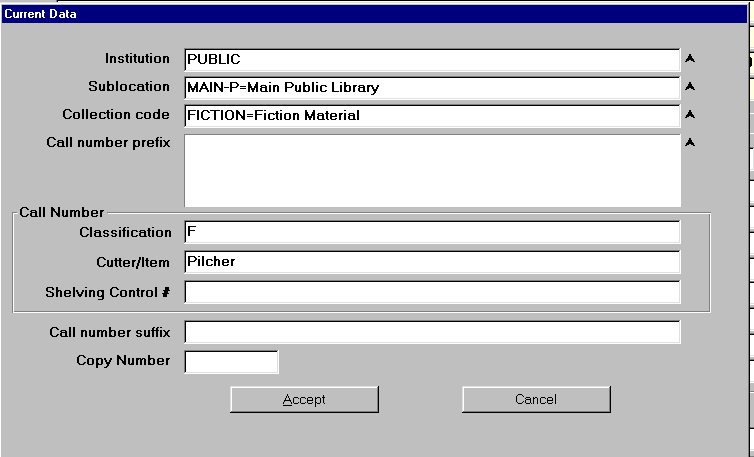 Current Data
Institution PUBLIC
Sublocation MAIN-P=Main Public Library
Collection code FICTION=Fiction Material
Call number prefix
Call Number
Classification F
Cutter/Item Pilcher
Shelving Control #
Call number suffix
Copy Number
Accept Cancel